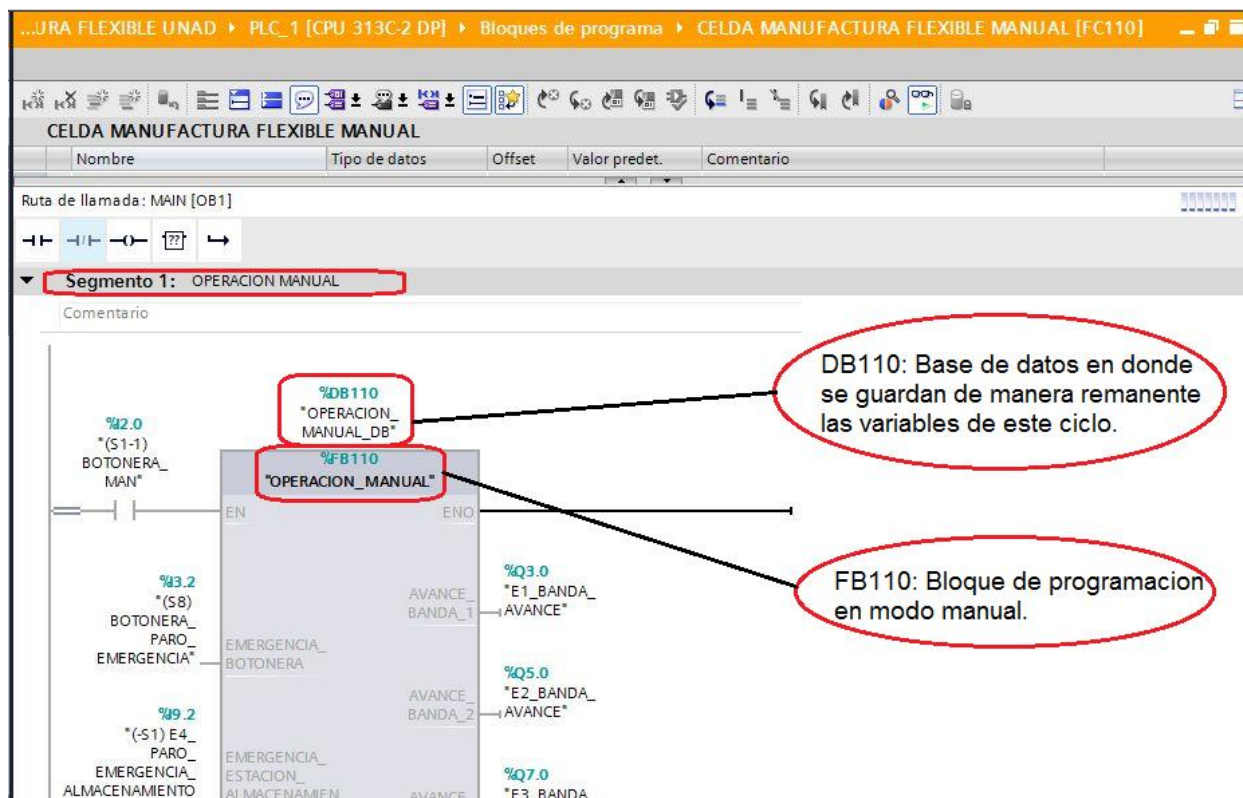 ...URA FLEXIBLE UNAD ▸ PLC_1 [CPU 313C-2 DP] ▸ Bloques de programa ▸ CELDA MANUFACTURA FLEXIBLE MANUAL [FC110]
CELDA MANUFACTURA FLEXIBLE MANUAL
Nombre Tipo de datos Offset Valor predet. Comentario
Ruta de llamada: MAIN [OB1]
??
Segmento 1: OPERACION MANUAL
Comentario
%DB110
"OPERACION_
MANUAL_DB"
%I2.0
"(S1-1)
BOTONERA_
MAN"
%FB110
"OPERACION_MANUAL"
EN ENO
%I3.2
"(S8)
BOTONERA_
PARO_
EMERGENCIA"
EMERGENCIA_
BOTONERA
AVANCE_
BANDA_1
%Q3.0
"E1_BANDA_
AVANCE"
AVANCE_
BANDA_2
%Q5.0
"E2_BANDA_
AVANCE"
%I9.2
"(-S1) E4_
PARO_
EMERGENCIA_
ALMACENAMIENTO
EMERGENCIA_
ESTACION_
ALMACENAMIEN
AVANCE
%Q7.0
"E3_BANDA
DB110: Base de datos en donde
se guardan de manera remanente
las variables de este ciclo.
FB110: Bloque de programacion
en modo manual.